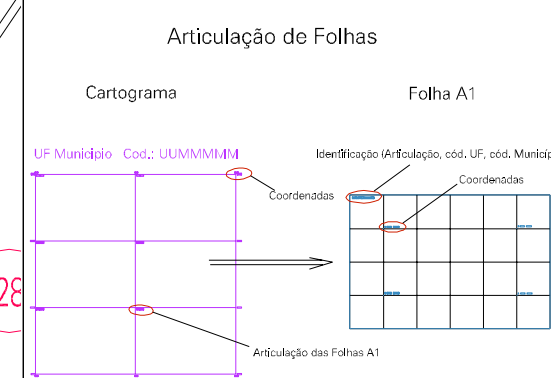 Articulação de Folhas
Cartograma
Folha A1
UF Municipio Cod.: UUMMMMM
Identificação (Articulação, cód. UF, cód. Municíp
Coordenadas
Coordenadas
28
Articulação das Folhas A1